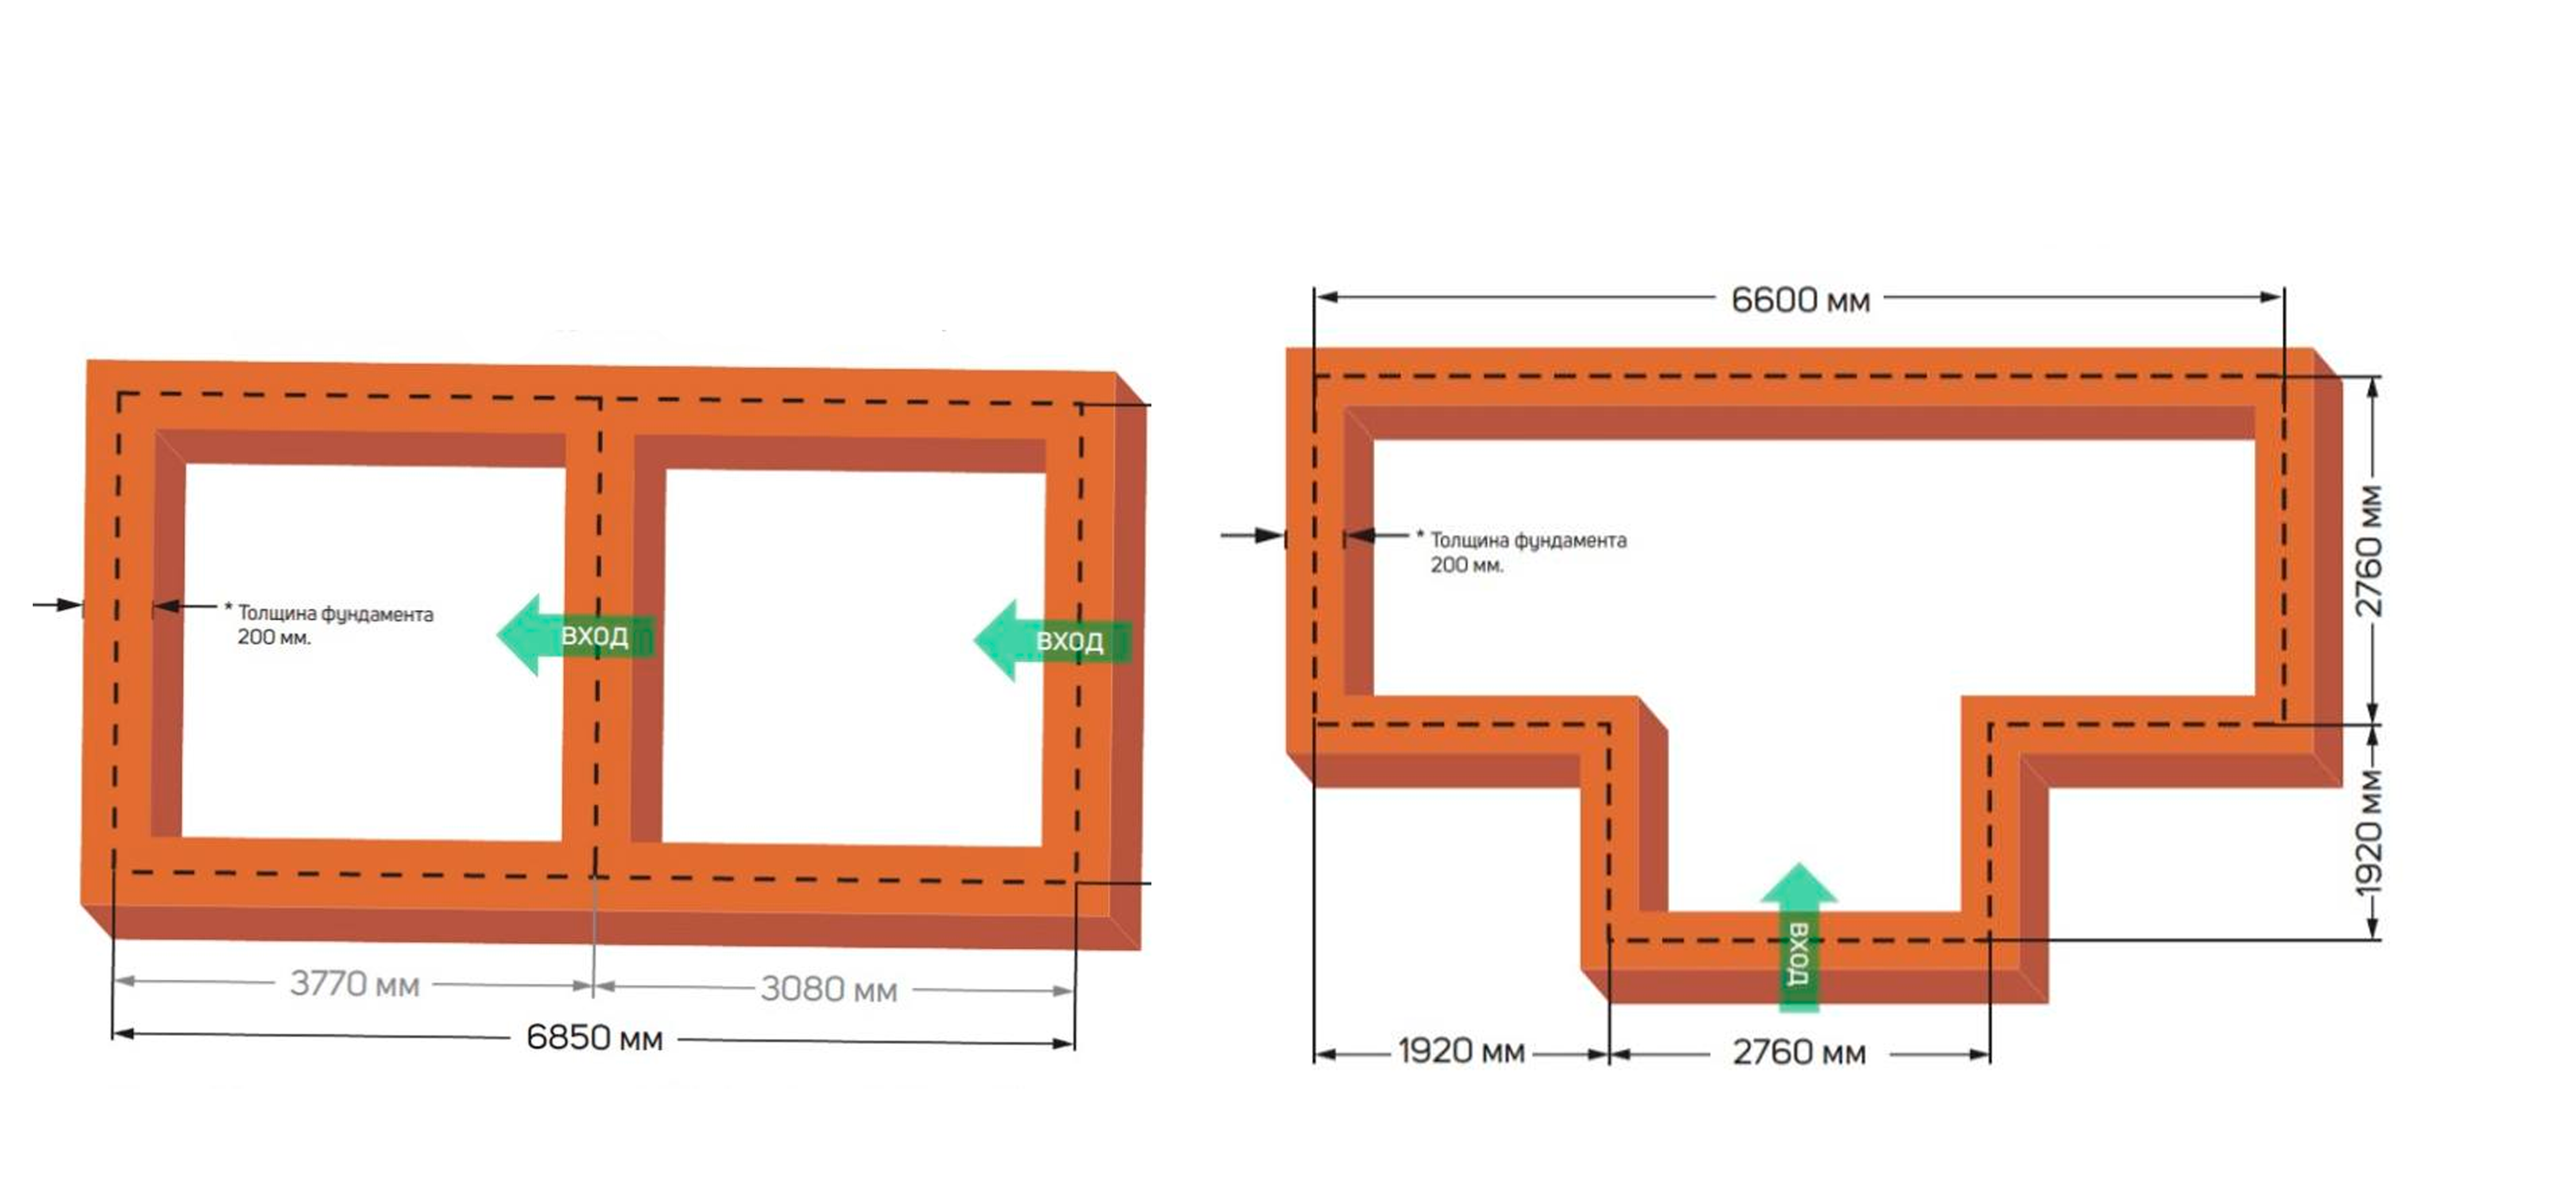 * Толщина фундамента
200 мм.
ВХОД
ВХОД
3770 мм
3080 мм
6850 мм
6600 мм
* Толщина фундамента
200 мм.
2760 мм
1920 мм
ВХОД
1920 мм
2760 мм